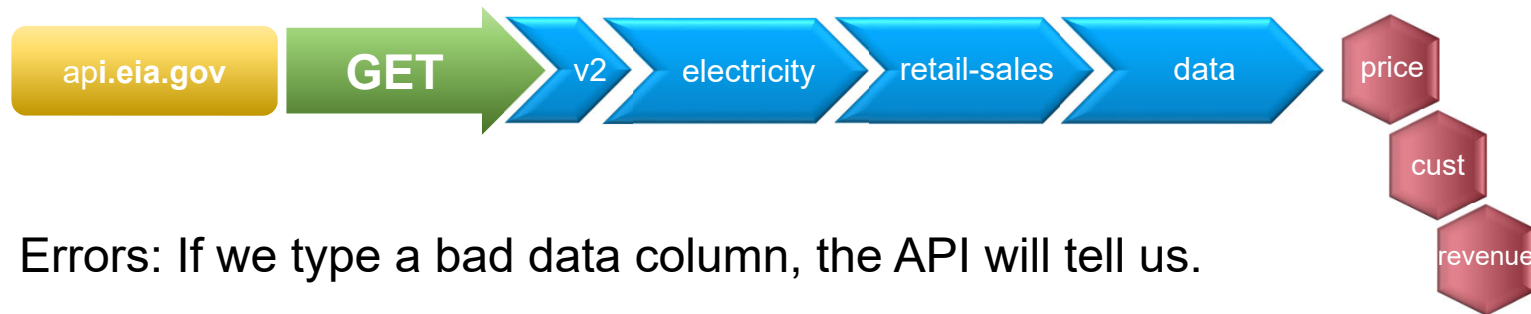 api.eia.gov
GET
v2
electricity
retail-sales
data
price
cust
revenue
Errors: If we type a bad data column, the API will tell us.